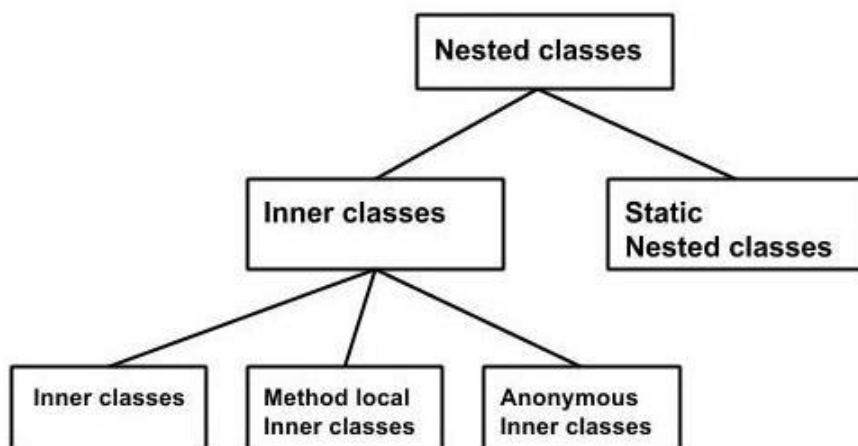 Nested classes
Inner classes
Static
Nested classes
Inner classes
Method local
Inner classes
Anonymous
Inner classes